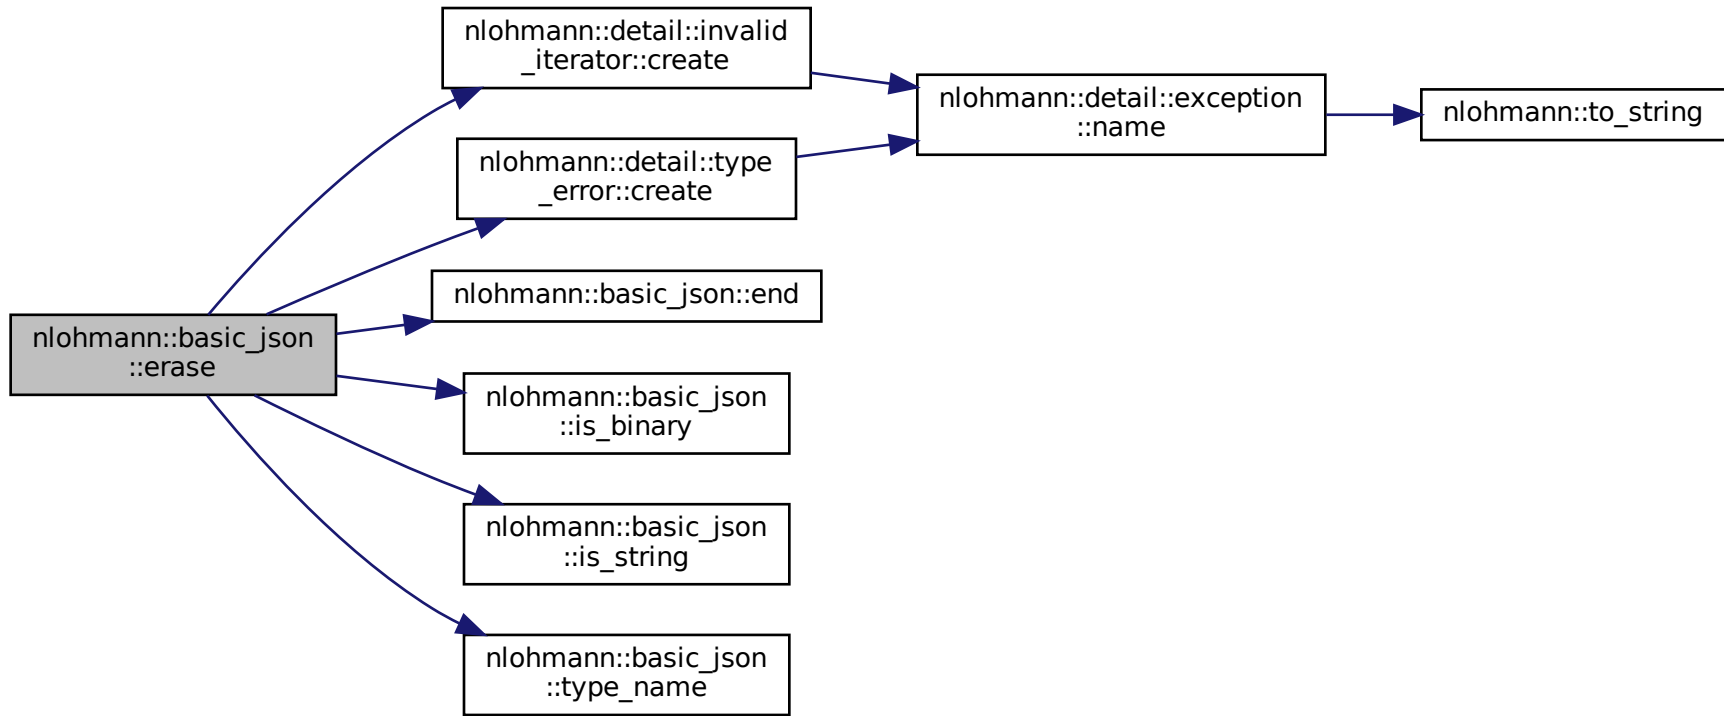 nlohmann::detail::invalid
_iterator::create
nlohmann::detail::exception
::name
nlohmann::to_string
nlohmann::detail::type
_error::create
nlohmann::basic_json::end
nlohmann::basic_json
::erase
nlohmann::basic_json
::is_binary
nlohmann::basic_json
::is_string
nlohmann::basic_json
::type_name